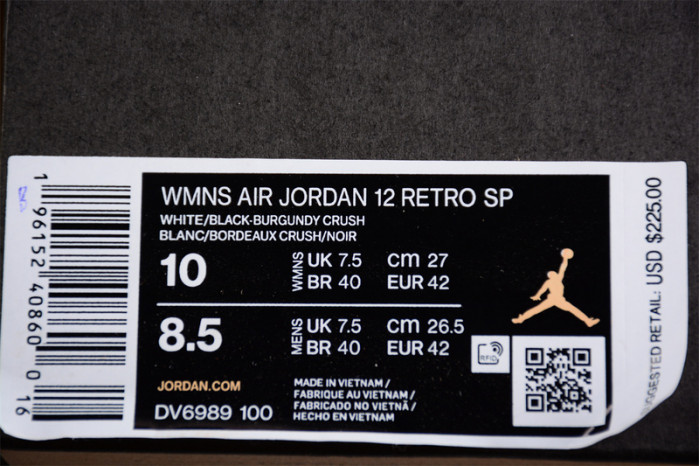 WMNS AIR JORDAN 12 RETRO SP
WHITE/BLACK-BURGUNDY CRUSH
BLANC/BORDEAUX CRUSH/NOIR
10 WMNS UK 7.5 cm 27
BR 40 EUR 42
8.5 MENS UK 7.5 cm 26.5
BR 40 EUR 42
RFID
JORDAN.COM
DV6989 100
MADE IN VIETNAM /
FABRIQUE AU VIETNAM /
FABRICADO NO VIETNÃ /
HECHO EN VIETNAM
1 96152 40860 0 16
RETAIL: USD $225.00